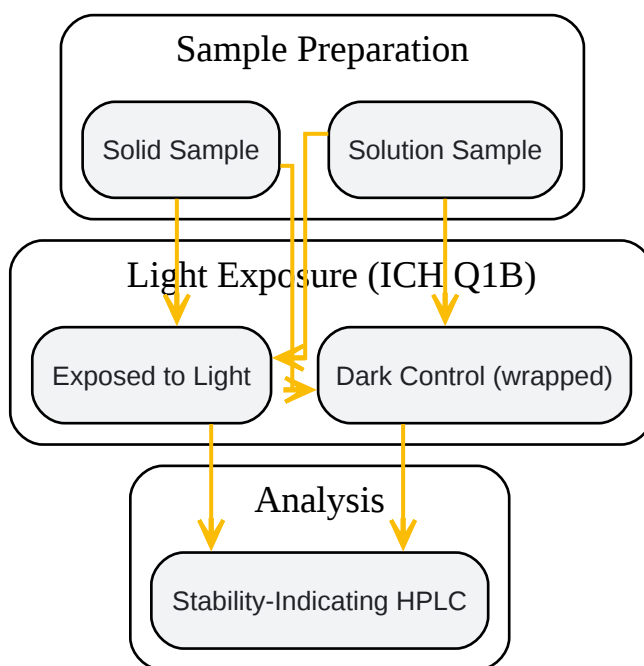 Sample Preparation
Solid Sample
Solution Sample
Light Exposure (ICH Q1B)
Exposed to Light
Dark Control (wrapped)
Analysis
Stability-Indicating HPLC